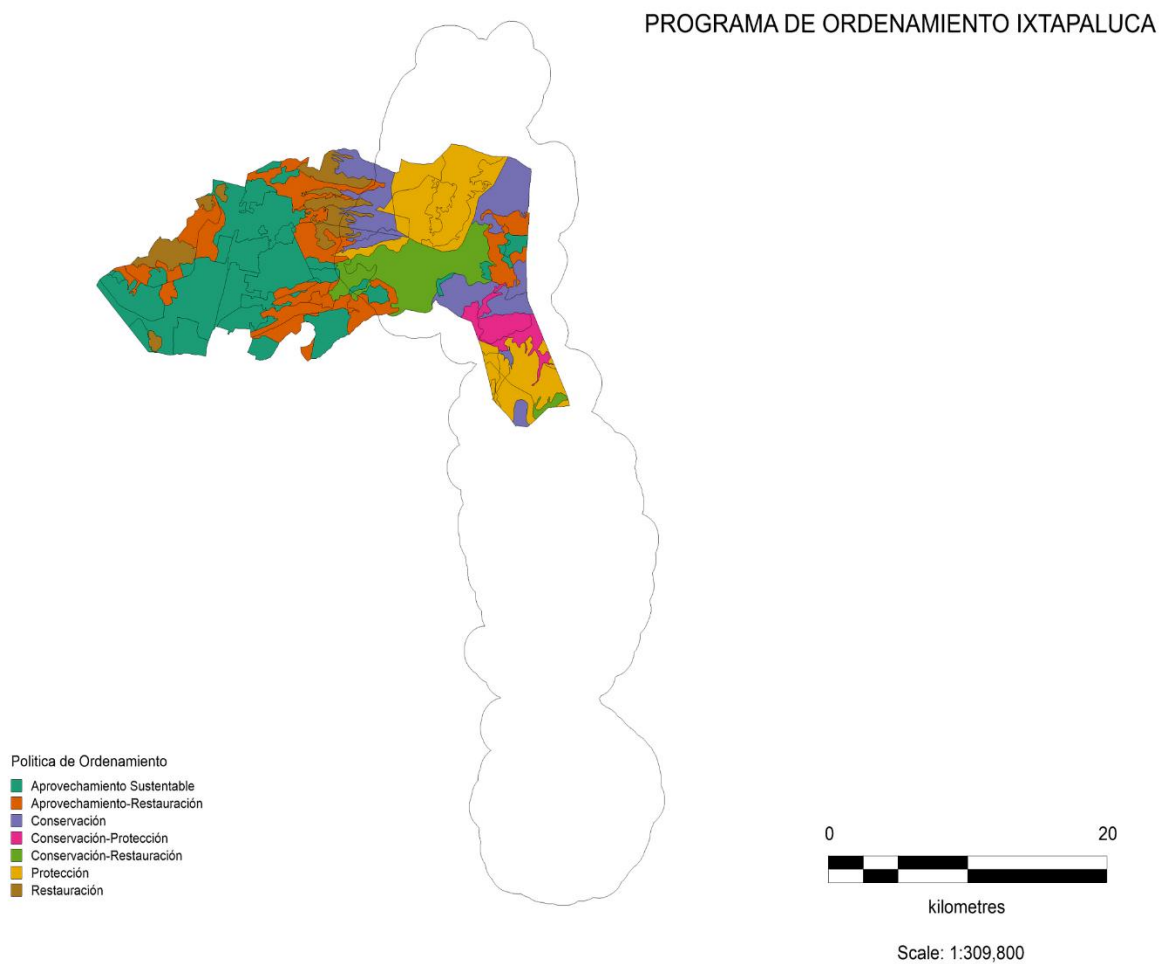 PROGRAMA DE ORDENAMIENTO IXTAPALUCA
Politica de Ordenamiento
Aprovechamiento Sustentable
Aprovechamiento-Restauración
Conservación
Conservación-Protección
Conservación-Restauración
Protección
Restauración
0 20
kilometres
Scale: 1:309,800